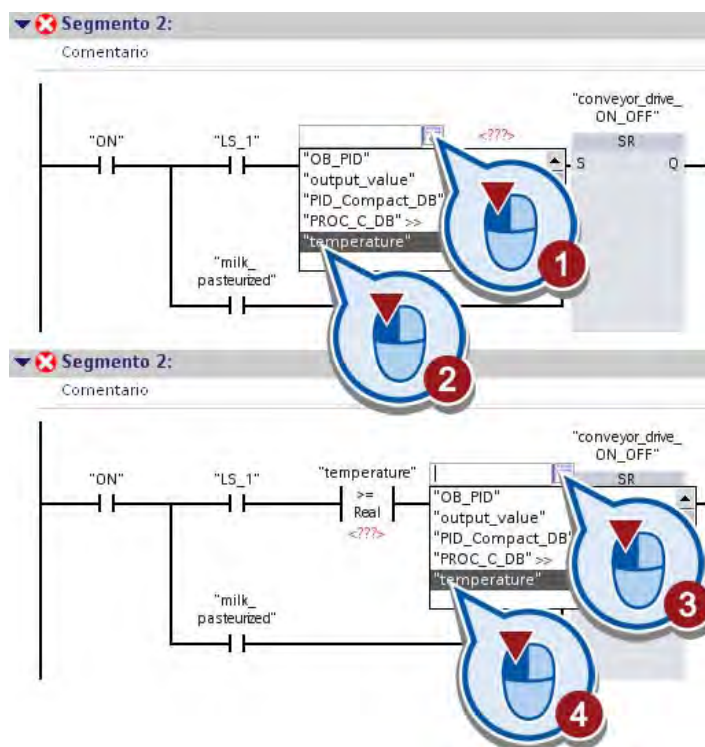 Segmento 2:
Comentario
"conveyor_drive_
ON_OFF"
"ON"
"LS_1"
<???>
SR
S
Q
"OB_PID"
"output_value"
"PID_Compact_DB"
"PROC_C_DB" >>
"temperature"
1
"milk_
pasteurized"
2
Segmento 2:
Comentario
"conveyor_drive_
ON_OFF"
"ON"
"LS_1"
"temperature"
SR
>=
Real
<???>
"OB_PID"
"output_value"
"PID_Compact_DB"
"PROC_C_DB" >>
"temperature"
3
"milk_
pasteurized"
4